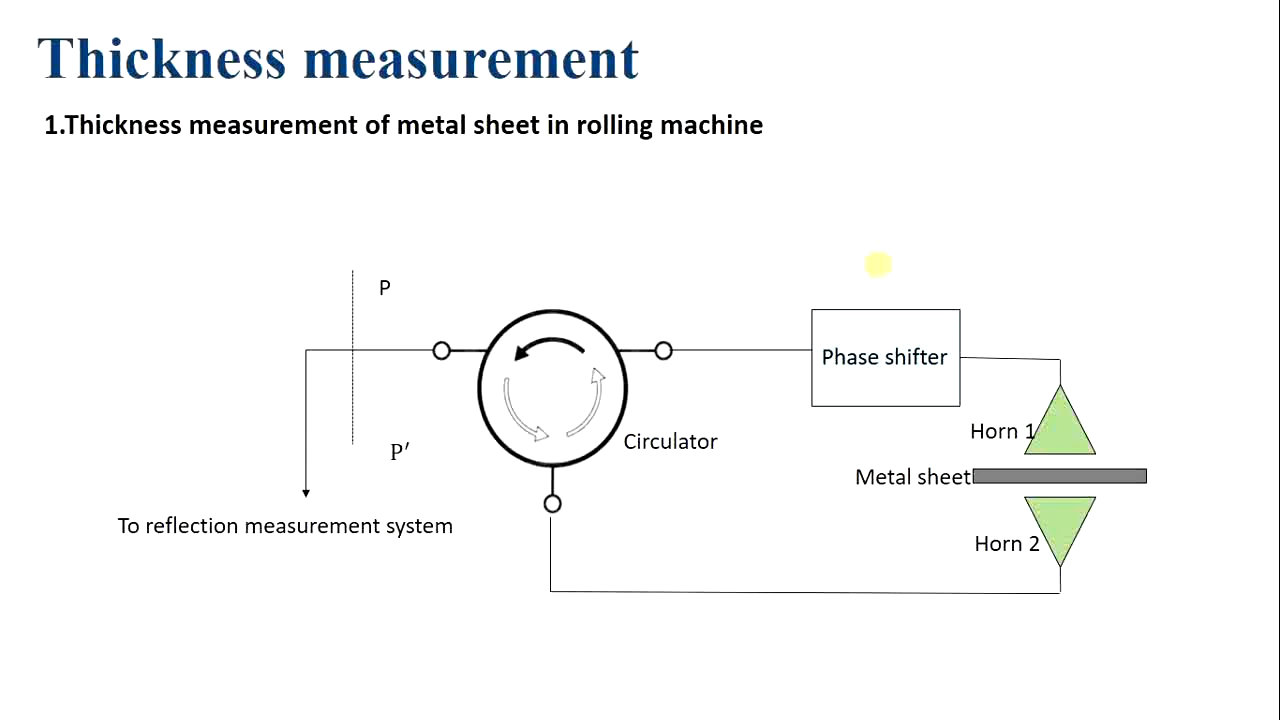 Thickness measurement
1.Thickness measurement of metal sheet in rolling machine
P
Phase shifter
Horn 1
Circulator
P′
Metal sheet
To reflection measurement system
Horn 2